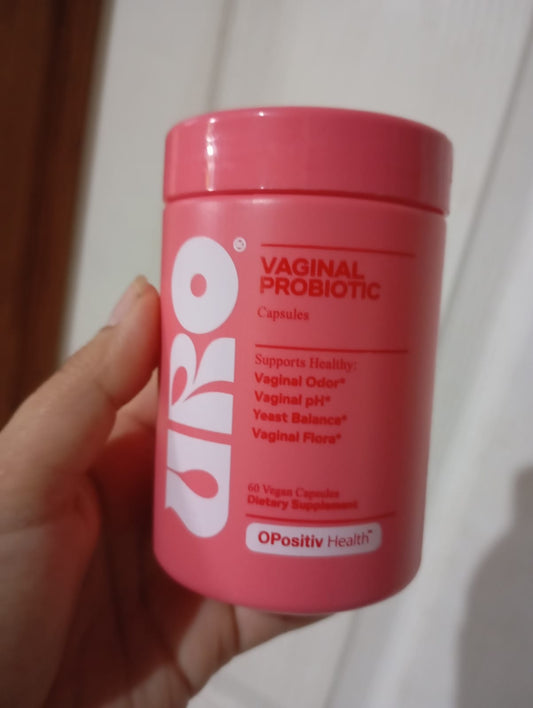 URO®
VAGINAL
PROBIOTIC
Capsules
Supports Healthy:
Vaginal Odor*
Vaginal pH*
Yeast Balance*
Vaginal Flora*
60 Vegan Capsules
Dietary Supplement
OPositiv Health™